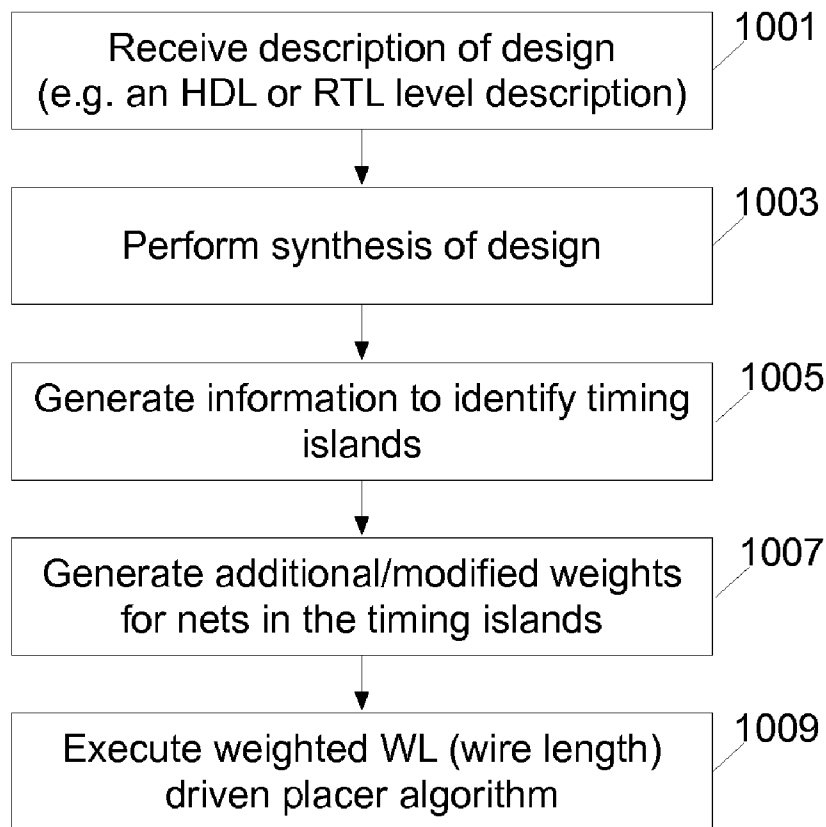 Receive description of design
(e.g. an HDL or RTL level description)
1001
Perform synthesis of design
1003
Generate information to identify timing
islands
1005
Generate additional/modified weights
for nets in the timing islands
1007
Execute weighted WL (wire length)
driven placer algorithm
1009